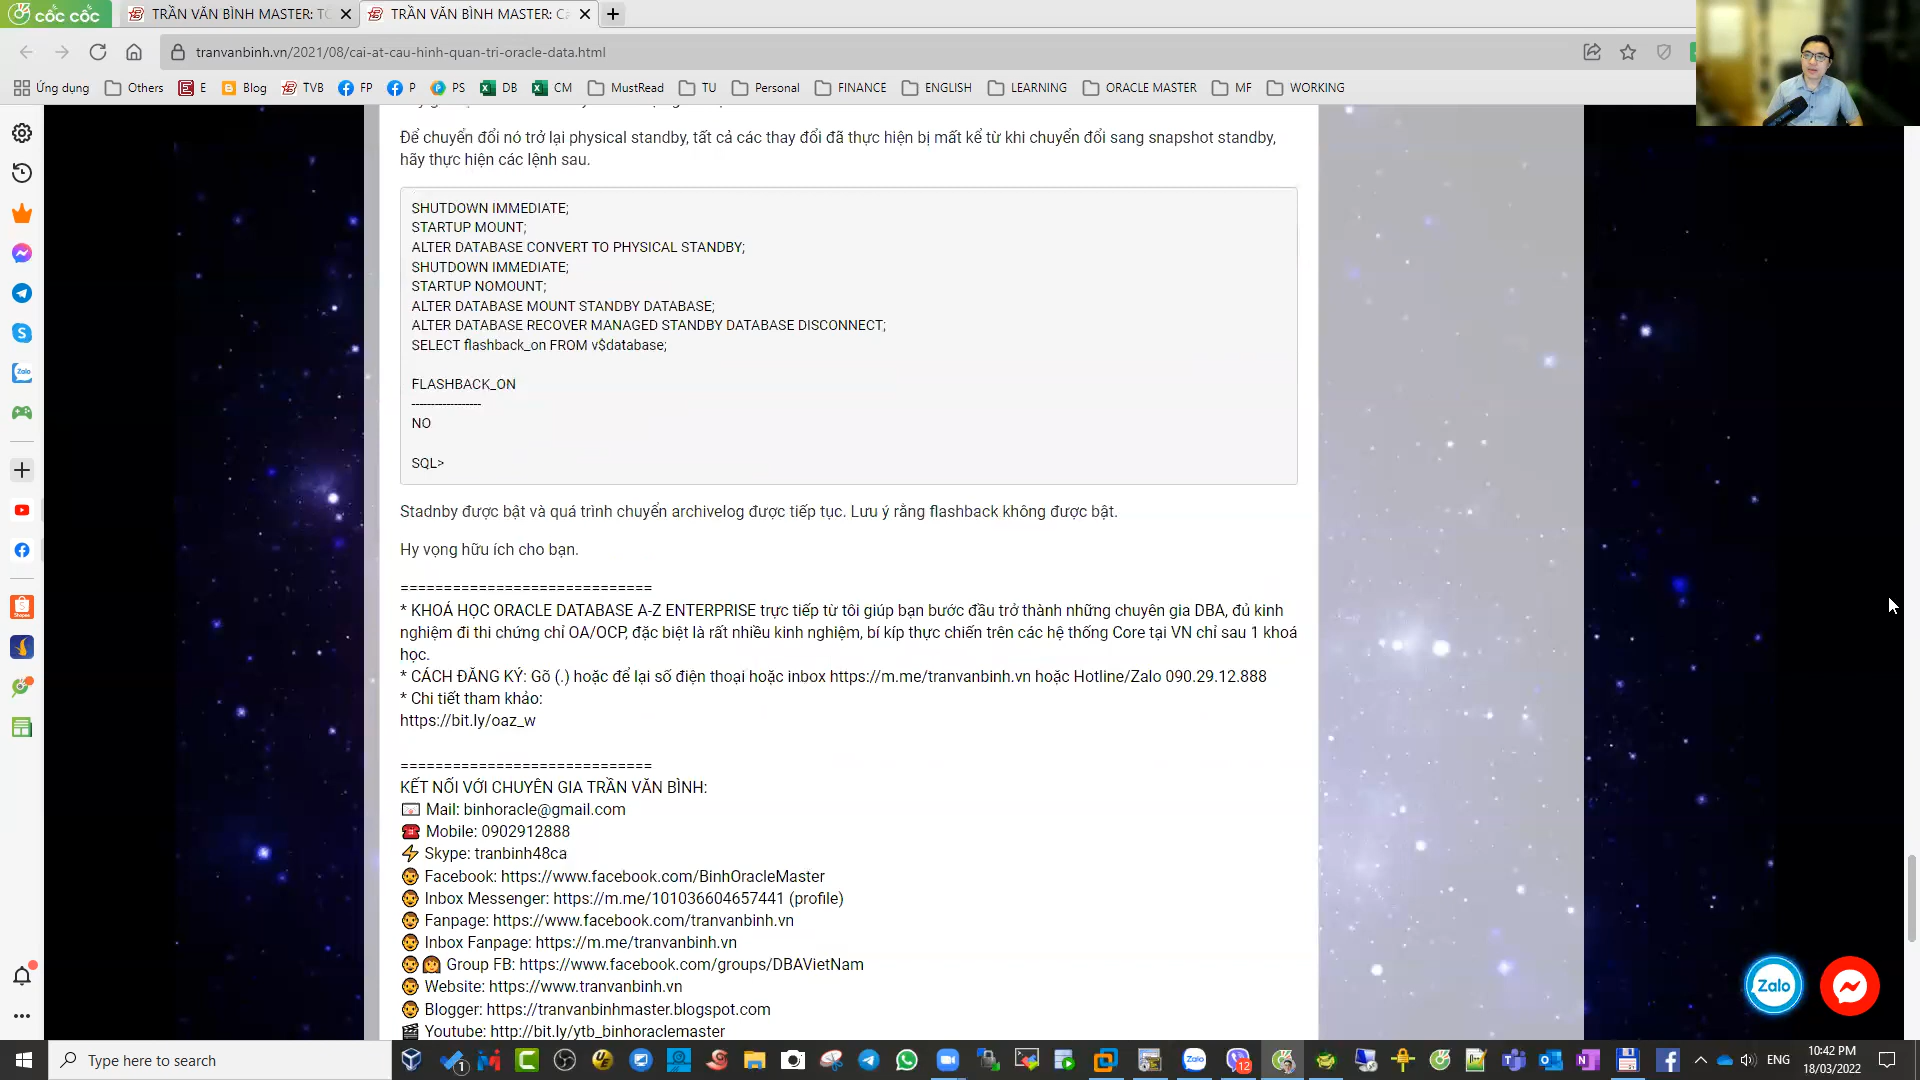 cốc cốc
TRẦN VĂN BÌNH MASTER: TÓ
TRẦN VĂN BÌNH MASTER: Cà
tranvanbinh.vn/2021/08/cai-at-cau-hinh-quan-tri-oracle-data.html
Ứng dụng Others E Blog TVB FP P PS DB CM MustRead TU Personal FINANCE ENGLISH LEARNING ORACLE MASTER MF WORKING
Để chuyển đổi nó trở lại physical standby, tất cả các thay đổi đã thực hiện bị mất kể từ khi chuyển đổi sang snapshot standby,
hãy thực hiện các lệnh sau.
SHUTDOWN IMMEDIATE;
STARTUP MOUNT;
ALTER DATABASE CONVERT TO PHYSICAL STANDBY;
SHUTDOWN IMMEDIATE;
STARTUP NOMOUNT;
ALTER DATABASE MOUNT STANDBY DATABASE;
ALTER DATABASE RECOVER MANAGED STANDBY DATABASE DISCONNECT;
SELECT flashback_on FROM v$database;
FLASHBACK_ON
------------------
NO
SQL>
Stadnby được bật và quá trình chuyển archivelog được tiếp tục. Lưu ý rằng flashback không được bật.
Hy vọng hữu ích cho bạn.
=============================
* KHOÁ HỌC ORACLE DATABASE A-Z ENTERPRISE trực tiếp từ tôi giúp bạn bước đầu trở thành những chuyên gia DBA, đủ kinh
nghiệm đi thi chứng chỉ OA/OCP, đặc biệt là rất nhiều kinh nghiệm, bí kíp thực chiến trên các hệ thống Core tại VN chỉ sau 1 khoá
học.
* CÁCH ĐĂNG KÝ: Gõ (.) hoặc để lại số điện thoại hoặc inbox https://m.me/tranvanbinh.vn hoặc Hotline/Zalo 090.29.12.888
* Chi tiết tham khảo:
https://bit.ly/oaz_w
=============================
KẾT NỐI VỚI CHUYÊN GIA TRẦN VĂN BÌNH:
Mail: binhoracle@gmail.com
Mobile: 0902912888
Skype: tranbinh48ca
Facebook: https://www.facebook.com/BinhOracleMaster
Inbox Messenger: https://m.me/101036604657441 (profile)
Fanpage: https://www.facebook.com/tranvanbinh.vn
Inbox Fanpage: https://m.me/tranvanbinh.vn
Group FB: https://www.facebook.com/groups/DBAVietNam
Website: https://www.tranvanbinh.vn
Blogger: https://tranvanbinhmaster.blogspot.com
Youtube: http://bit.ly/ytb_binhoraclemaster
Zalo
Type here to search
1
Zalo
12
ENG
10:42 PM
18/03/2022